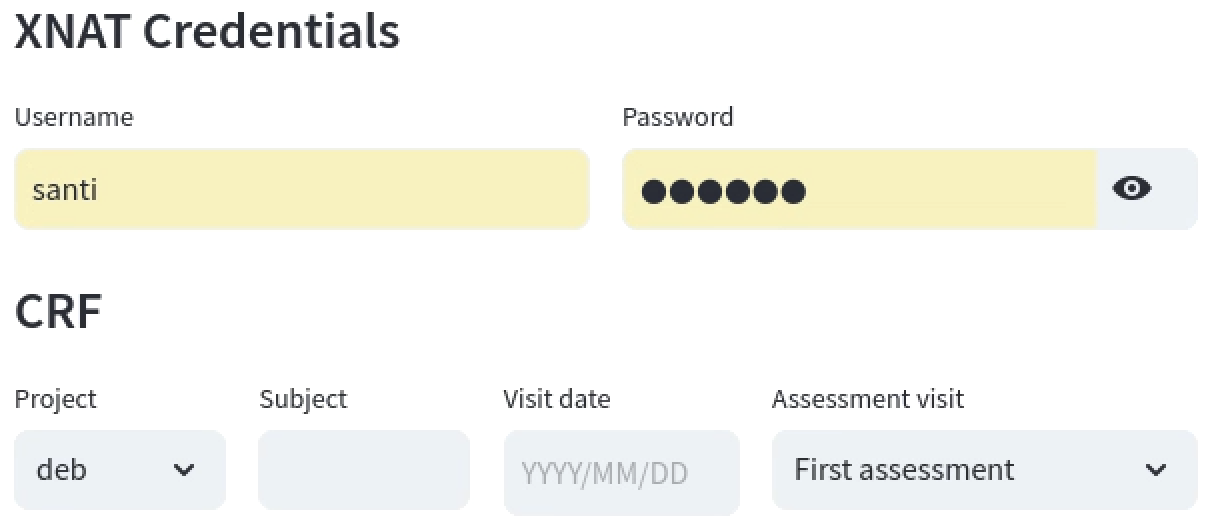 XNAT Credentials
Username Password
santi ●●●●●●
CRF
Project Subject Visit date Assessment visit
deb YYYY/MM/DD First assessment